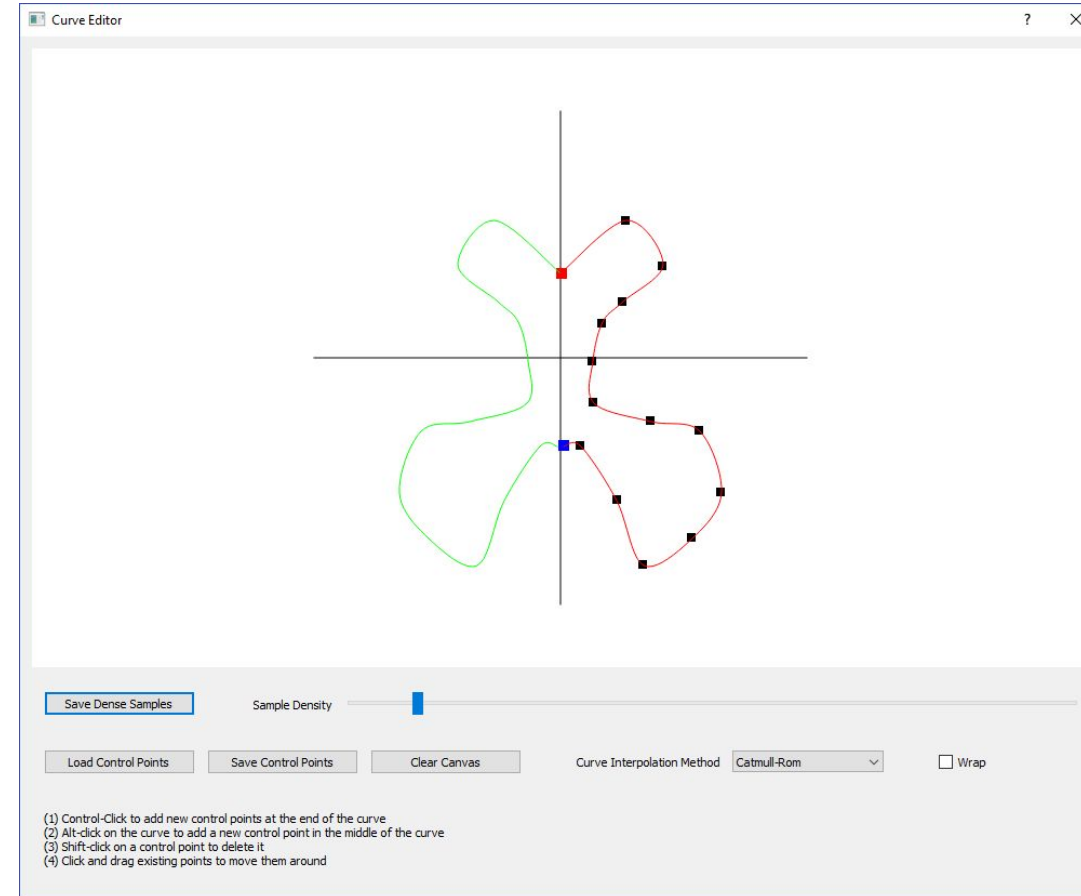 Curve Editor
?
Save Dense Samples
Sample Density
Load Control Points
Save Control Points
Clear Canvas
Curve Interpolation Method
Catmull-Rom
Wrap
(1) Control-Click to add new control points at the end of the curve
(2) Alt-click on the curve to add a new control point in the middle of the curve
(3) Shift-click on a control point to delete it
(4) Click and drag existing points to move them around